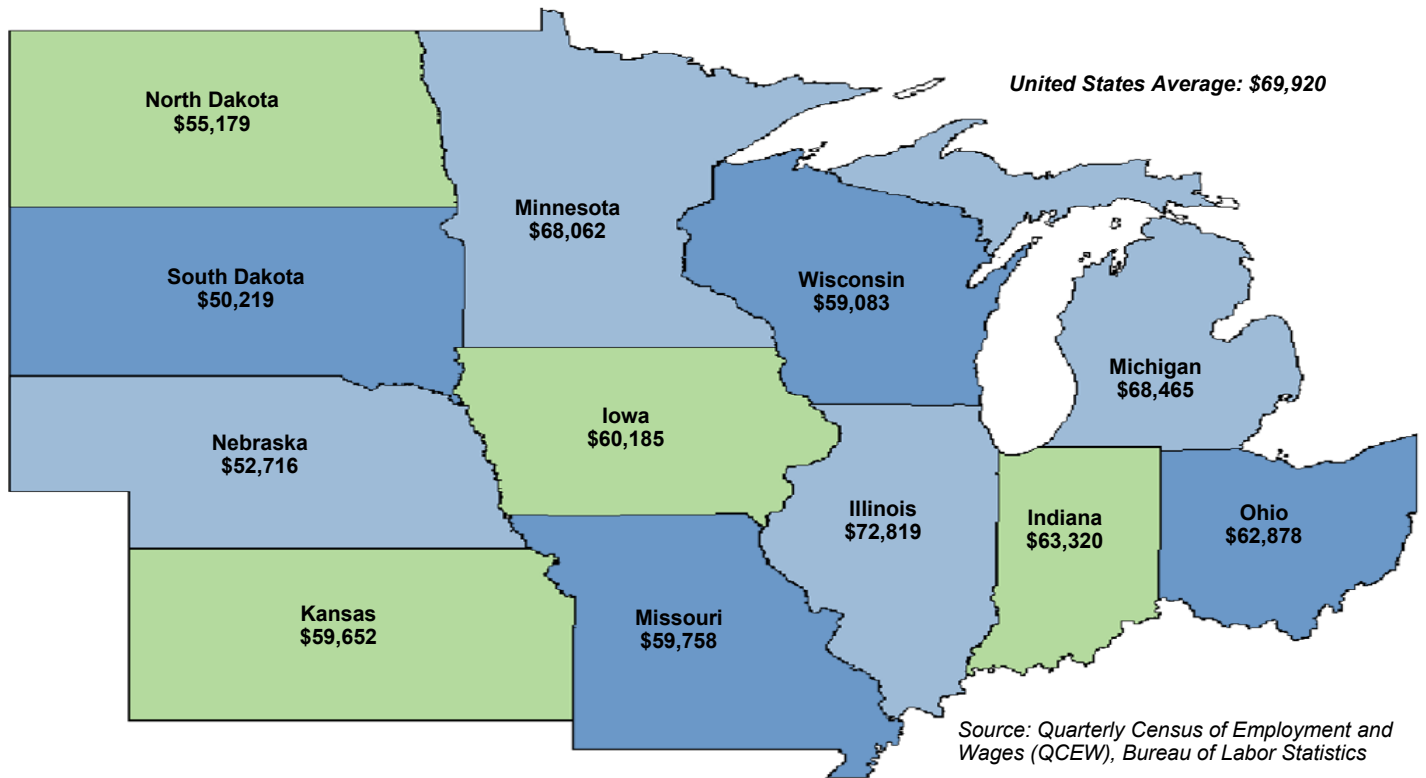 United States Average: $69,920
North Dakota
$55,179
Minnesota
$68,062
South Dakota
$50,219
Wisconsin
$59,083
Michigan
$68,465
Iowa
$60,185
Nebraska
$52,716
Illinois
$72,819
Indiana
$63,320
Ohio
$62,878
Kansas
$59,652
Missouri
$59,758
Source: Quarterly Census of Employment and
Wages (QCEW), Bureau of Labor Statistics